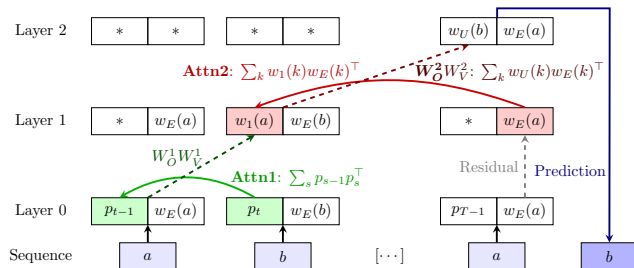 Layer 2 * * * * w_U(b) w_E(a)
Attn2: ∑_k w_1(k)w_E(k)^⊤ W_O^2 W_V^2: ∑_k w_U(k)w_E(k)^⊤
Layer 1 * w_E(a) w_1(a) w_E(b) * w_E(a)
W_O^1 W_V^1 Attn1: ∑_s p_{s−1}p_s^⊤ Residual Prediction
Layer 0 p_{t−1} w_E(a) p_t w_E(b) p_{T−1} w_E(a)
Sequence a b [⋯] a b